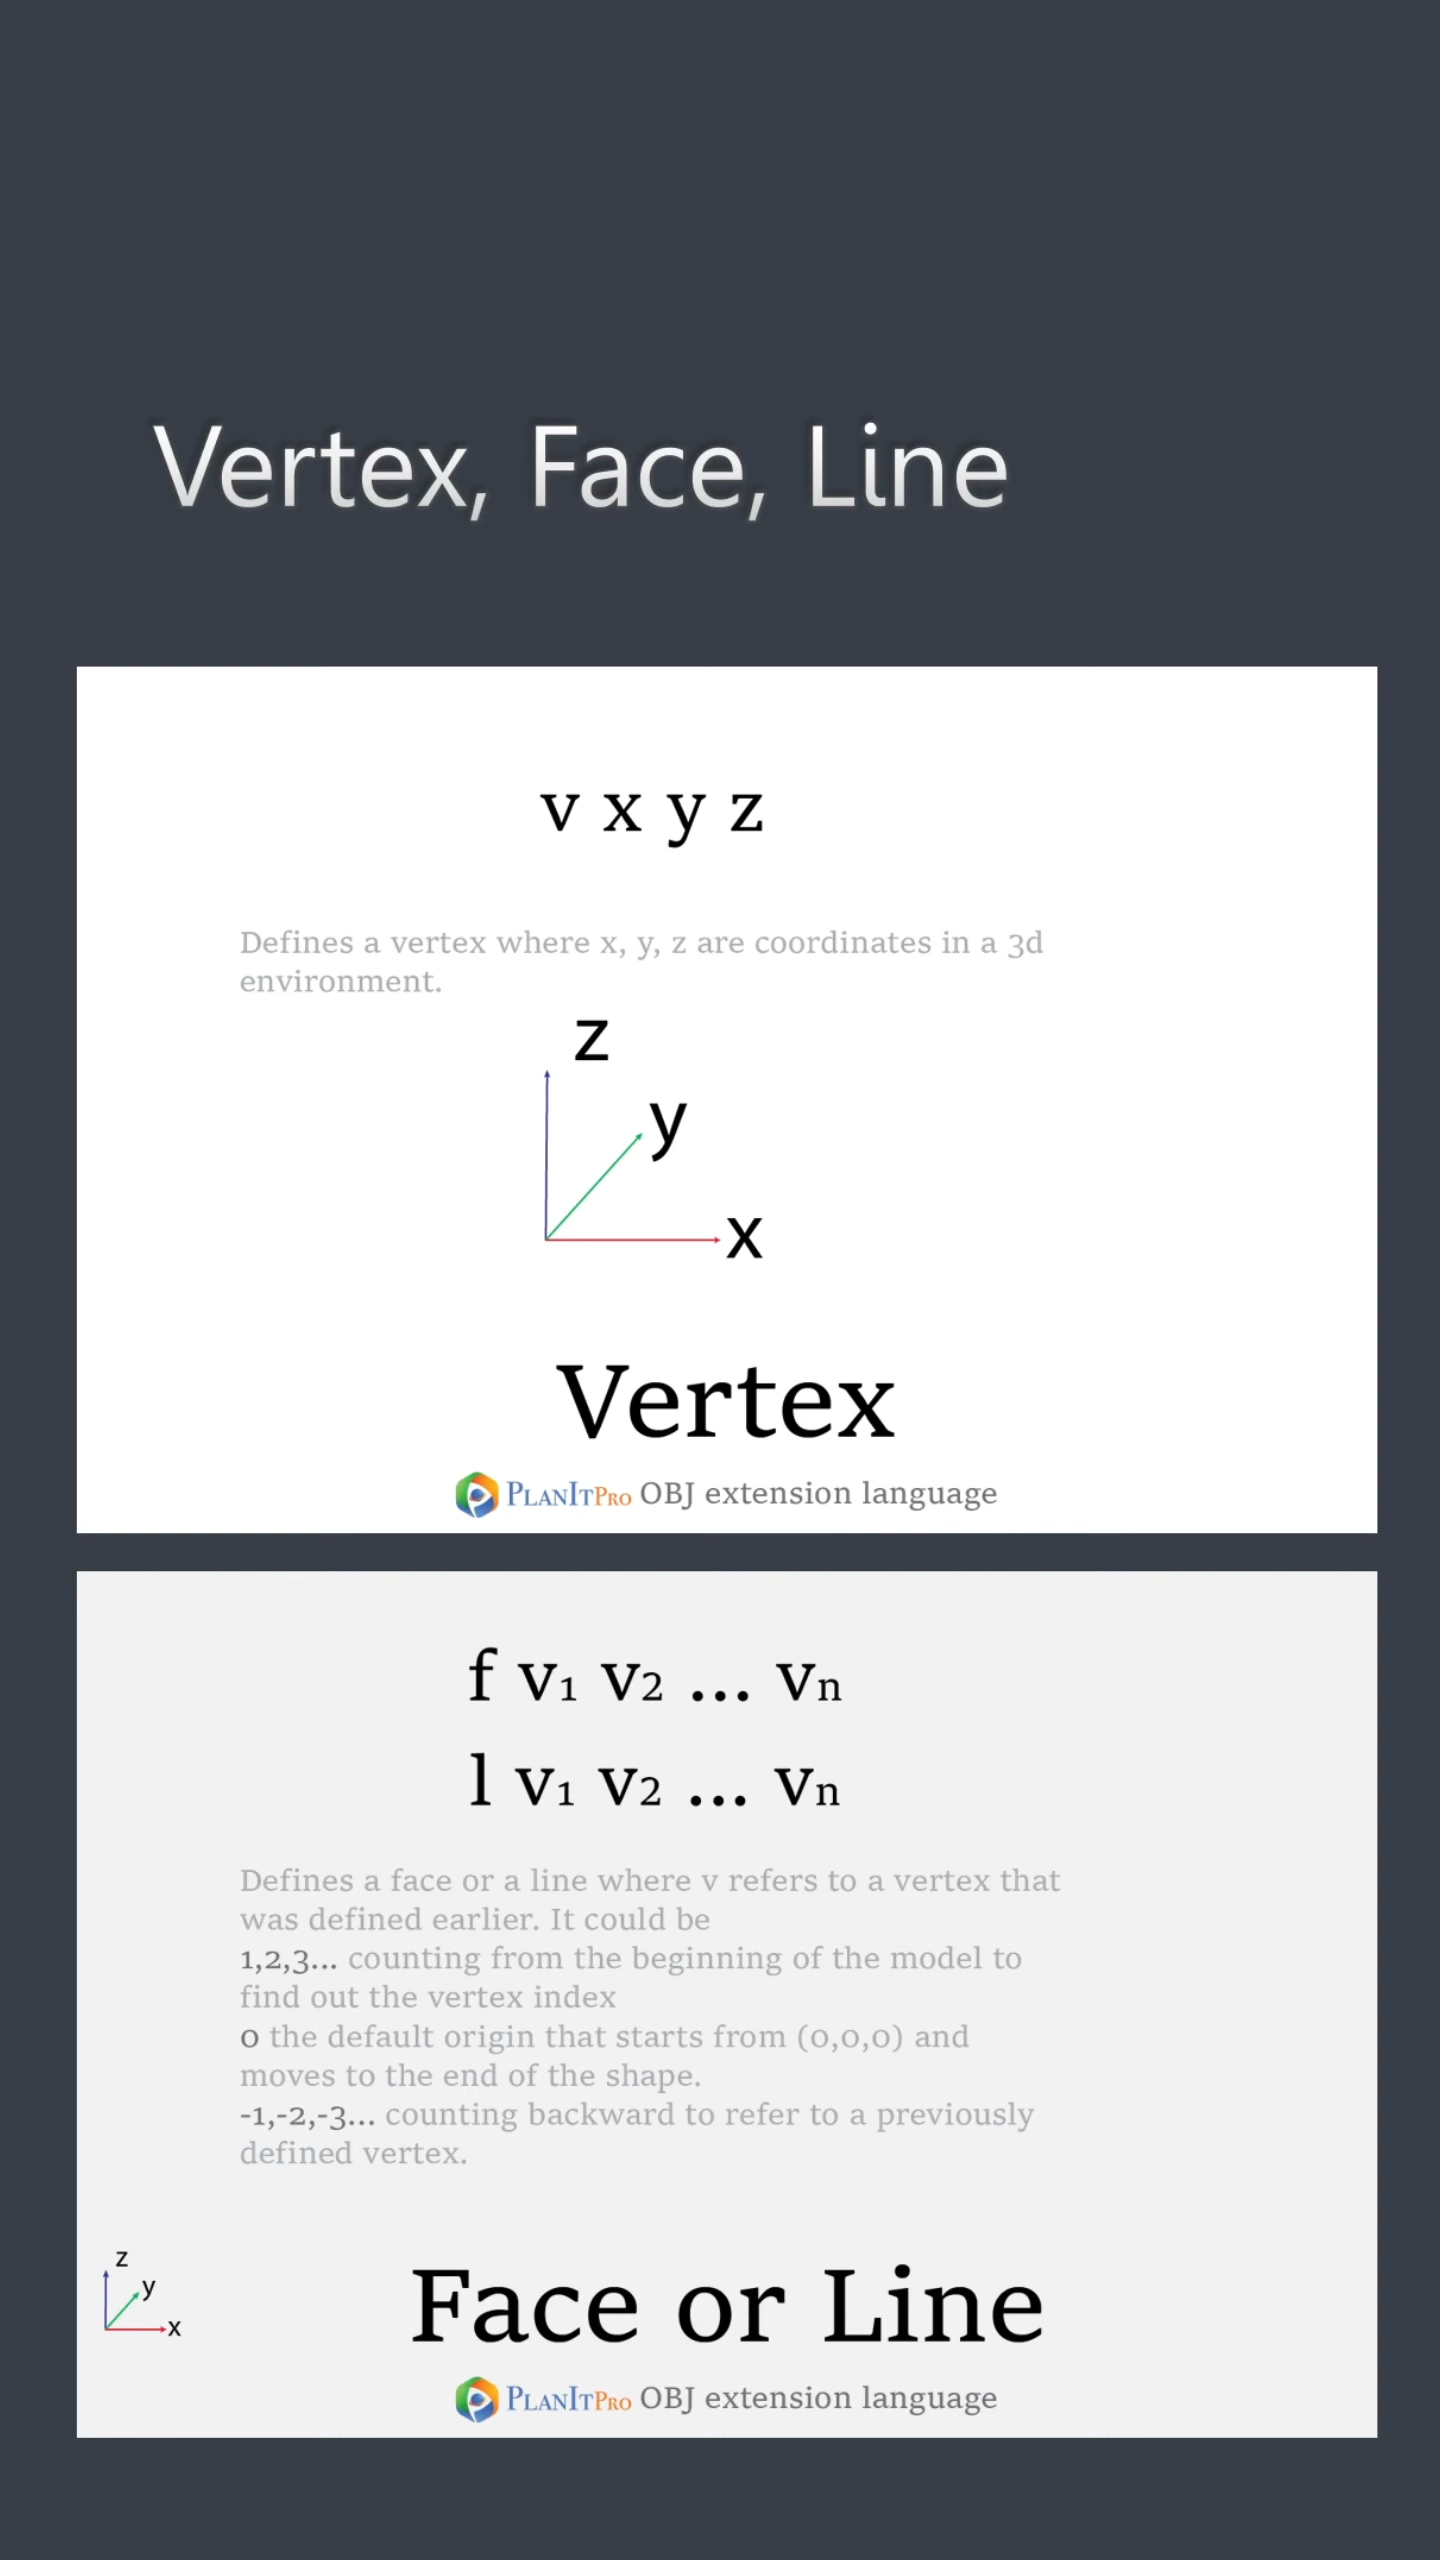 Vertex, Face, Line
v x y z
Defines a vertex where x, y, z are coordinates in a 3d
environment.
z
y
x
Vertex
PlanItPro OBJ extension language
f v₁ v₂ ... vₙ
l v₁ v₂ ... vₙ
Defines a face or a line where v refers to a vertex that
was defined earlier. It could be
1,2,3... counting from the beginning of the model to
find out the vertex index
0 the default origin that starts from (0,0,0) and
moves to the end of the shape.
-1,-2,-3... counting backward to refer to a previously
defined vertex.
z
y
x
Face or Line
PlanItPro OBJ extension language